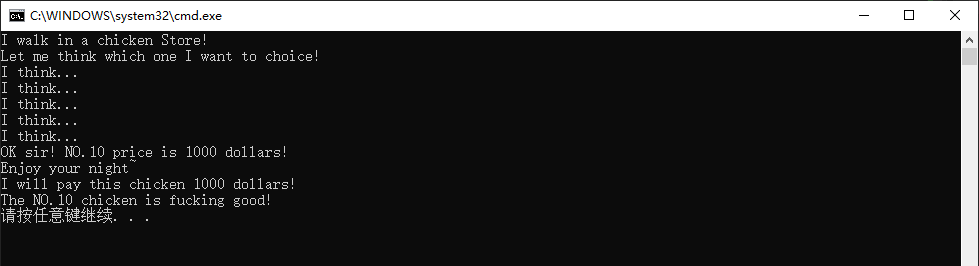 C:\WINDOWS\system32\cmd.exe
I walk in a chicken Store!
Let me think which one I want to choice!
I think...
I think...
I think...
I think...
I think...
OK sir! NO.10 price is 1000 dollars!
Enjoy your night~
I will pay this chicken 1000 dollars!
The NO.10 chicken is fucking good!
请按任意键继续. . .